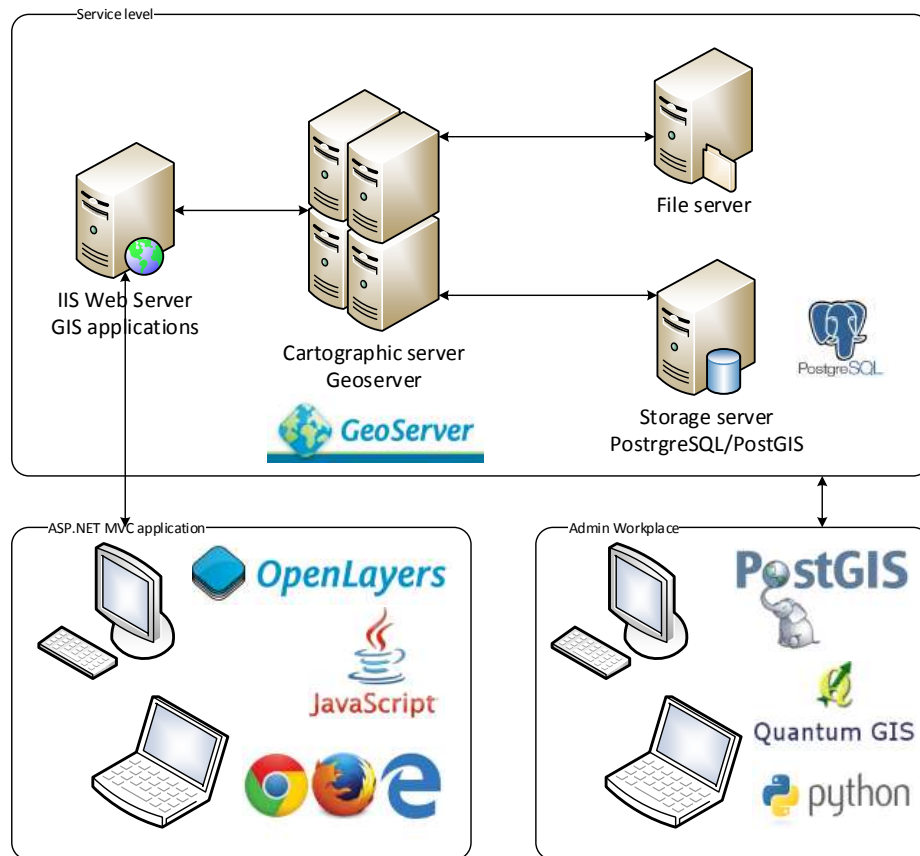 Service level
File server
IIS Web Server
GIS applications
Cartographic server
Geoserver
GeoServer
PostgreSQL
Storage server
PostrgreSQL/PostGIS
ASP.NET MVC application
OpenLayers
JavaScript
Admin Workplace
PostGIS
Quantum GIS
python